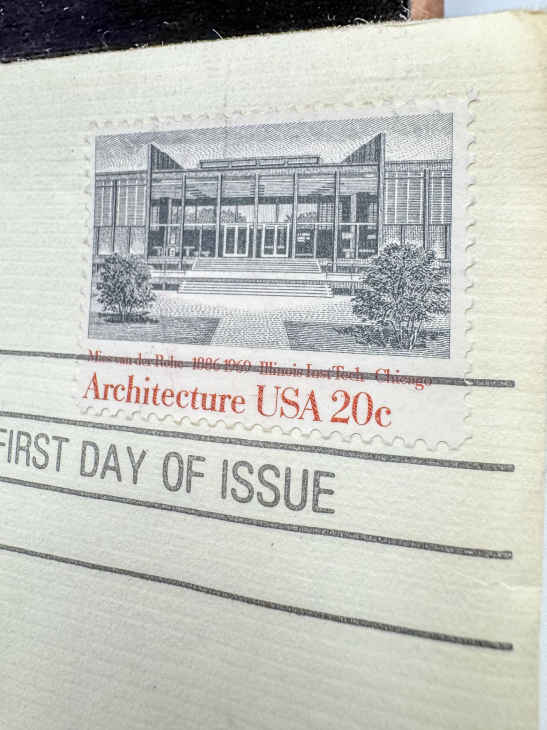 Mies van der Rohe 1886-1969 Illinois Inst Tech Chicago
Architecture USA 20c
FIRST DAY OF ISSUE